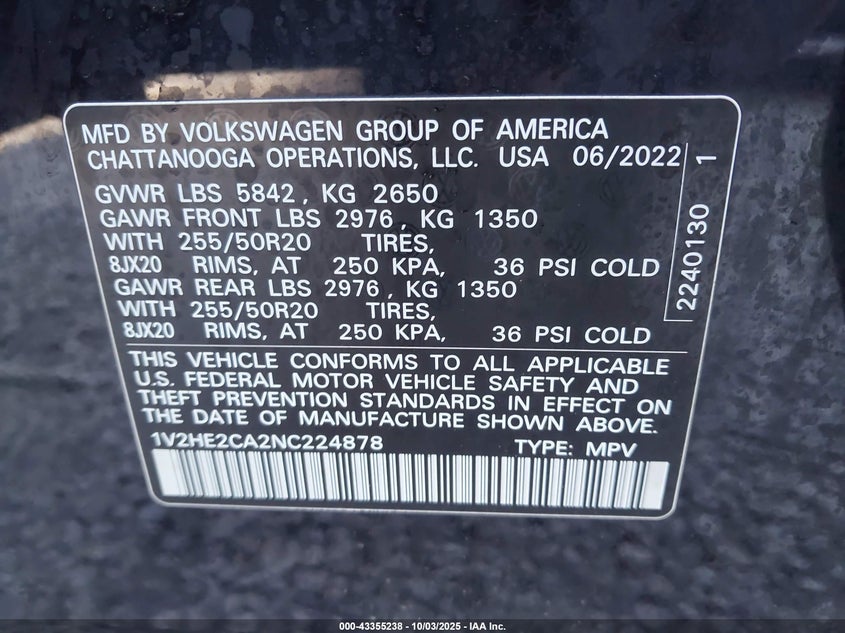 MFD BY VOLKSWAGEN GROUP OF AMERICA
CHATTANOOGA OPERATIONS, LLC. USA 06/2022
GVWR LBS 5842, KG 2650
GAWR FRONT LBS 2976, KG 1350
WITH 255/50R20 TIRES,
8JX20 RIMS, AT 250 KPA, 36 PSI COLD
GAWR REAR LBS 2976, KG 1350
WITH 255/50R20 TIRES,
8JX20 RIMS, AT 250 KPA, 36 PSI COLD
2240130 1
THIS VEHICLE CONFORMS TO ALL APPLICABLE
U.S. FEDERAL MOTOR VEHICLE SAFETY AND
THEFT PREVENTION STANDARDS IN EFFECT ON
THE DATE OF MANUFACTURE SHOWN ABOVE.
1V2HE2CA2NC224878 TYPE: MPV
000-43355238 - 10/03/2025 - IAA Inc.